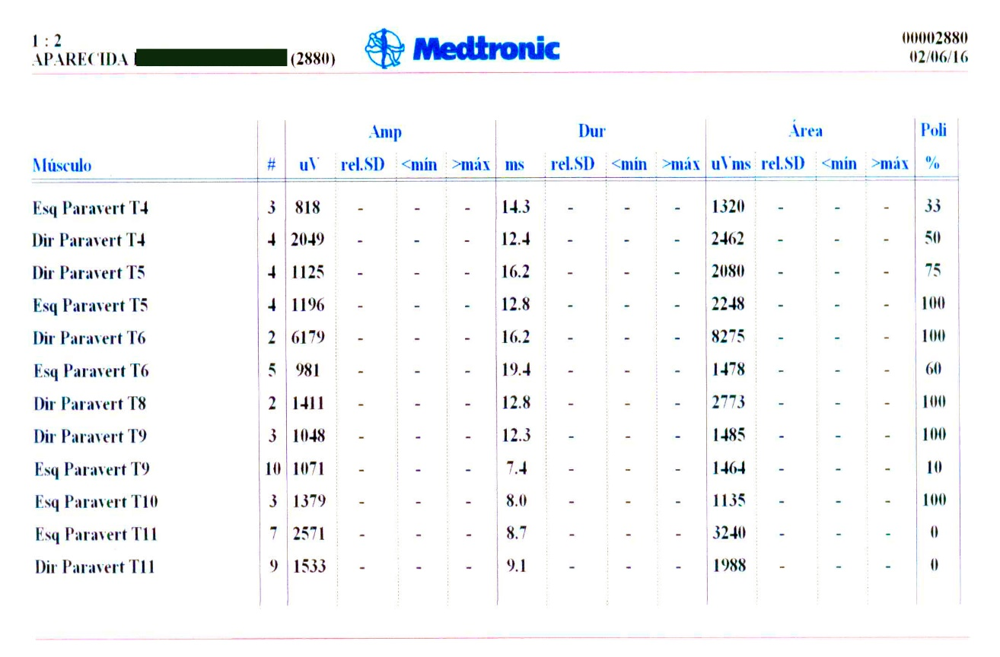 1 : 2
APARECIDA (2880)
Medtronic
00002880
02/06/16
Amp Dur Área Poli
Músculo # uV rel.SD <mín >máx ms rel.SD <mín >máx uVms rel.SD <mín >máx %
Esq Paravert T4 3 818 - - - 14.3 - - - 1320 - - - 33
Dir Paravert T4 4 2049 - - - 12.4 - - - 2462 - - - 50
Dir Paravert T5 4 1125 - - - 16.2 - - - 2080 - - - 75
Esq Paravert T5 4 1196 - - - 12.8 - - - 2248 - - - 100
Dir Paravert T6 2 6179 - - - 16.2 - - - 8275 - - - 100
Esq Paravert T6 5 981 - - - 19.4 - - - 1478 - - - 60
Dir Paravert T8 2 1411 - - - 12.8 - - - 2773 - - - 100
Dir Paravert T9 3 1048 - - - 12.3 - - - 1485 - - - 100
Esq Paravert T9 10 1071 - - - 7.4 - - - 1464 - - - 10
Esq Paravert T10 3 1379 - - - 8.0 - - - 1135 - - - 100
Esq Paravert T11 7 2571 - - - 8.7 - - - 3240 - - - 0
Dir Paravert T11 9 1533 - - - 9.1 - - - 1988 - - - 0